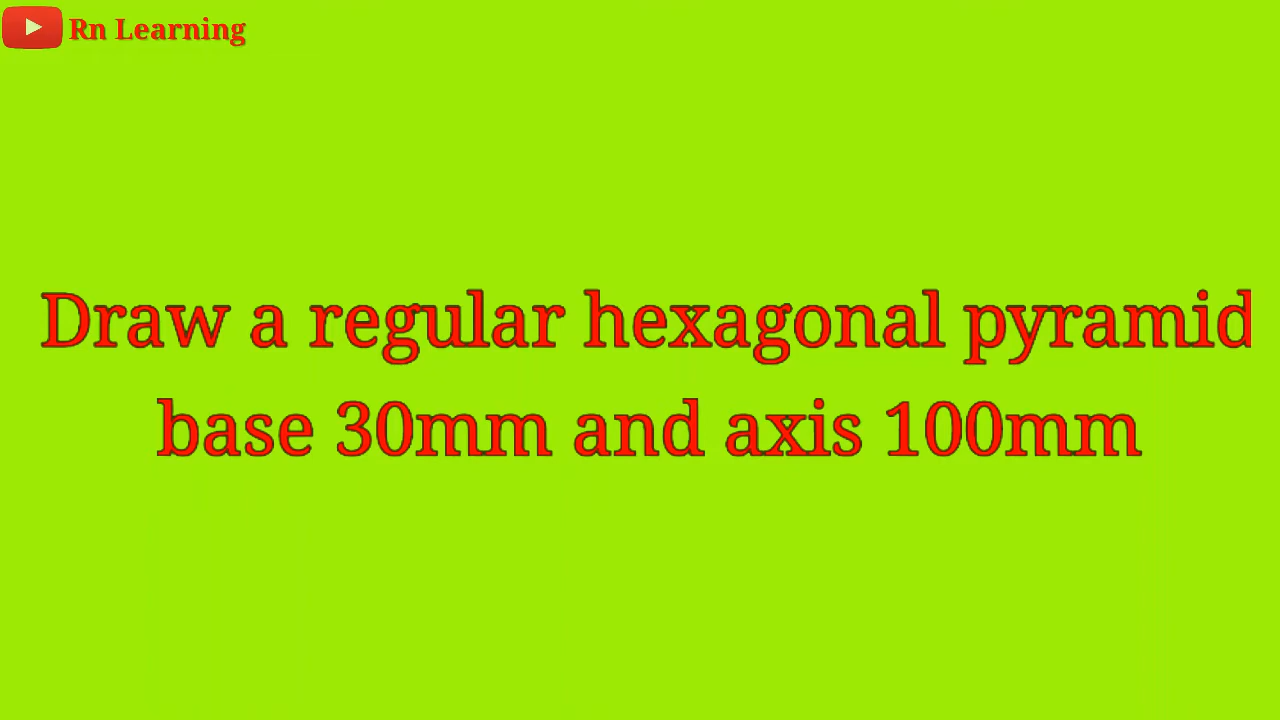 Rn Learning
Draw a regular hexagonal pyramid
base 30mm and axis 100mm